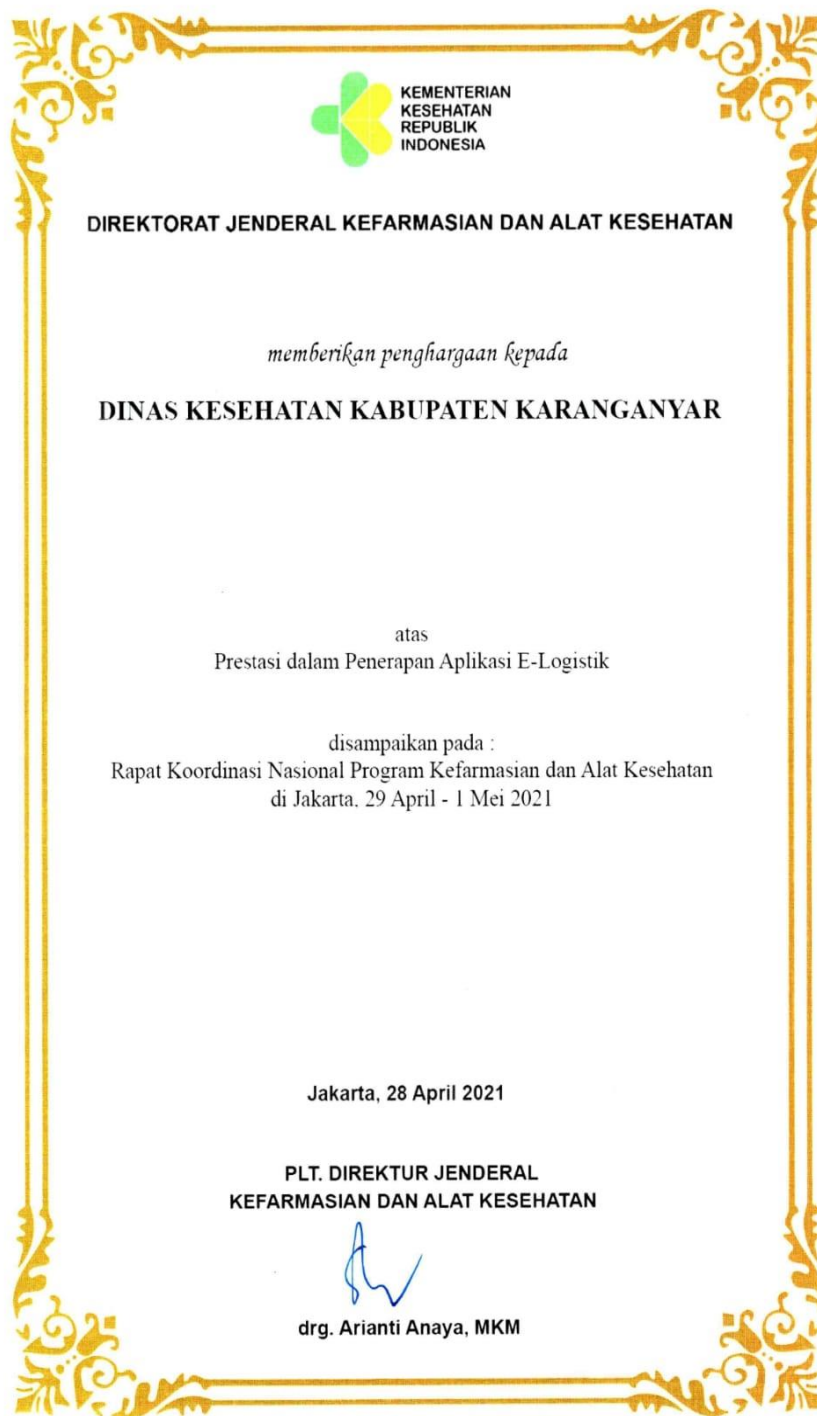 KEMENTERIAN
KESEHATAN
REPUBLIK
INDONESIA
DIREKTORAT JENDERAL KEFARMASIAN DAN ALAT KESEHATAN
memberikan penghargaan kepada
DINAS KESEHATAN KABUPATEN KARANGANYAR
atas
Prestasi dalam Penerapan Aplikasi E-Logistik
disampaikan pada :
Rapat Koordinasi Nasional Program Kefarmasian dan Alat Kesehatan
di Jakarta. 29 April - 1 Mei 2021
Jakarta, 28 April 2021
PLT. DIREKTUR JENDERAL
KEFARMASIAN DAN ALAT KESEHATAN
drg. Arianti Anaya, MKM